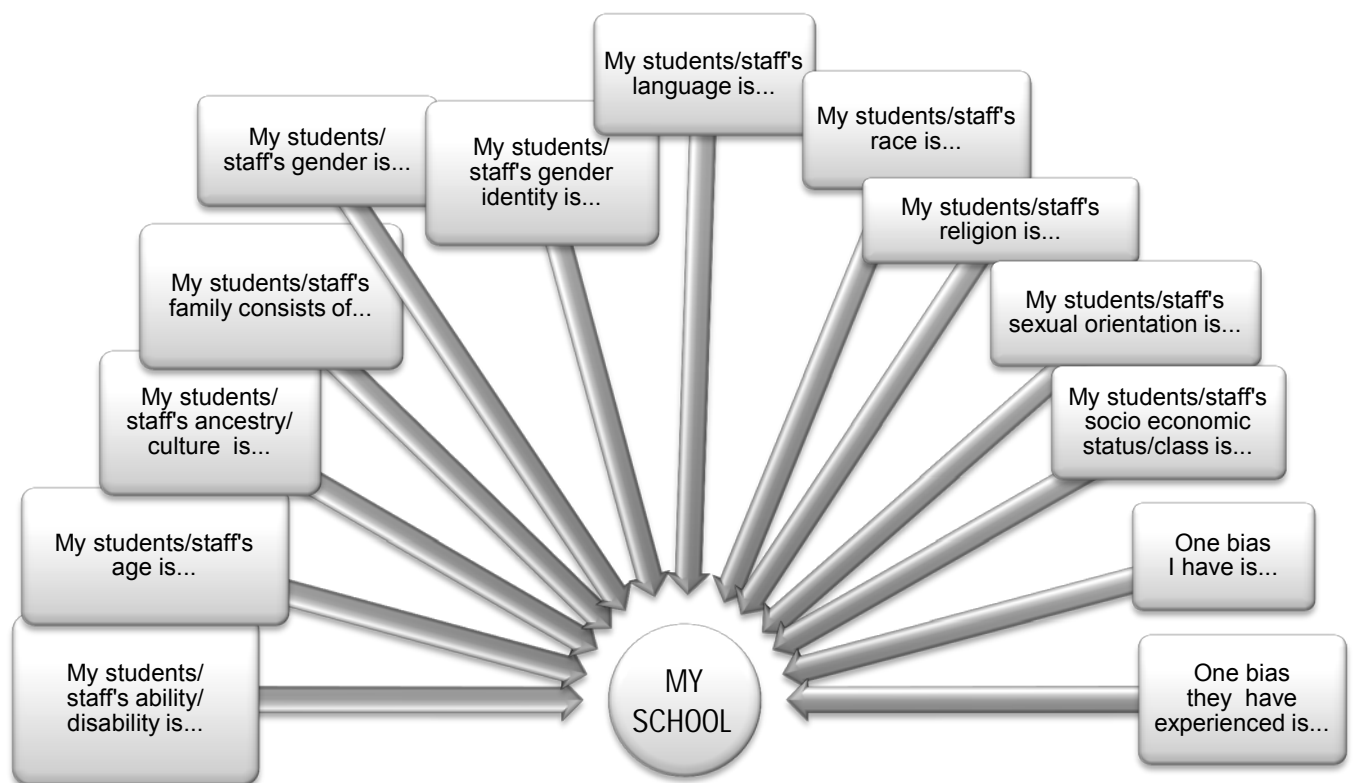 My students/
staff's ability/
disability is...
My students/staff's
age is...
My students/
staff's ancestry/
culture is...
My students/staff's
family consists of...
My students/
staff's gender is...
My students/
staff's gender
identity is...
My students/staff's
language is...
My students/staff's
race is...
My students/staff's
religion is...
My students/staff's
sexual orientation is...
My students/staff's
socio economic
status/class is...
One bias
I have is...
One bias
they have
experienced is...
MY
SCHOOL